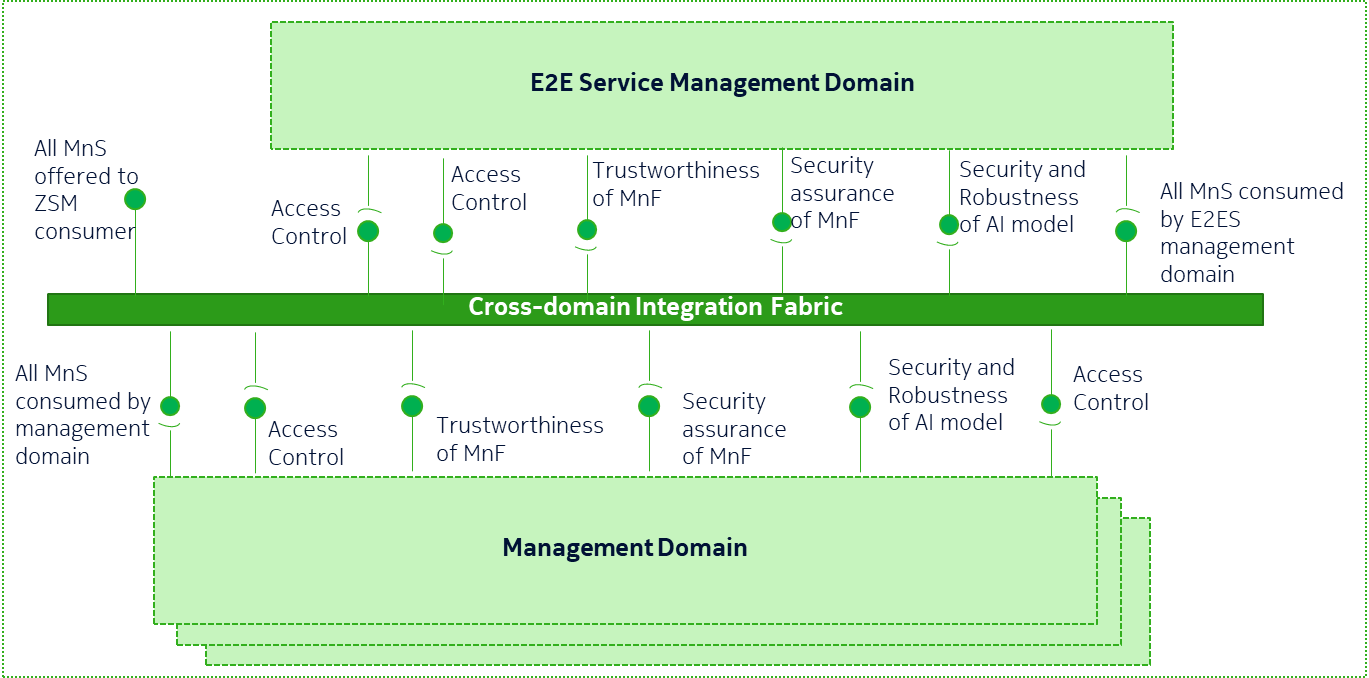 E2E Service Management Domain
All MnS
offered to
ZSM
consumer
Access
Control
Access
Control
Trustworthiness
of MnF
Security
assurance
of MnF
Security and
Robustness
of AI model
All MnS consumed
by E2ES
management
domain
Cross-domain Integration Fabric
All MnS
consumed by
management
domain
Access
Control
Trustworthiness
of MnF
Security
assurance
of MnF
Security and
Robustness
of AI model
Access
Control
Management Domain